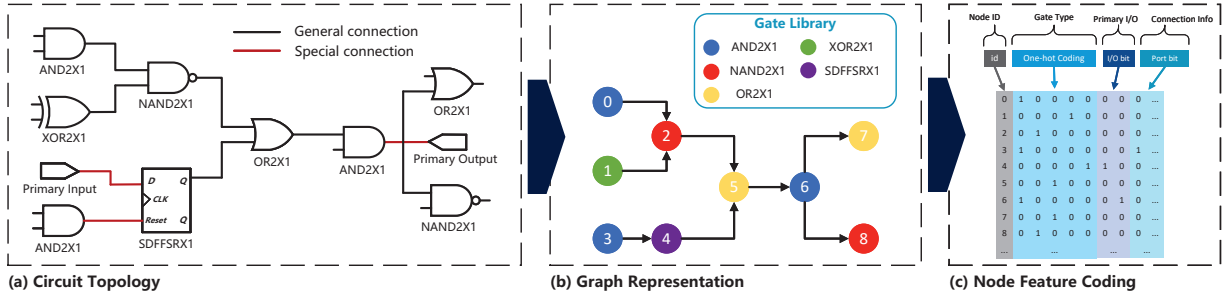 General connection
Special connection
AND2X1
NAND2X1
XOR2X1
OR2X1
OR2X1
AND2X1
Primary Output
Primary Input
D Q
CLK
Reset Q
AND2X1
SDFFSRX1
NAND2X1
(a) Circuit Topology
Gate Library
AND2X1 XOR2X1
NAND2X1 SDFFSRX1
OR2X1
0
1
2
3
4
5
6
7
8
(b) Graph Representation
Node ID Gate Type Primary I/O Connection Info
id One-hot Coding I/O bit Port bit
0 1 0 0 0 0 0 0 0 ...
1 0 0 0 1 0 0 0 0 ...
2 0 1 0 0 0 0 0 0 ...
3 1 0 0 0 0 0 0 1 ...
4 0 0 0 0 1 1 0 0 ...
5 0 0 1 0 0 0 0 0 ...
6 1 0 0 0 0 0 1 0 ...
7 0 0 1 0 0 0 0 0 ...
8 0 1 0 0 0 0 0 0 ...
... ... ... ...
(c) Node Feature Coding